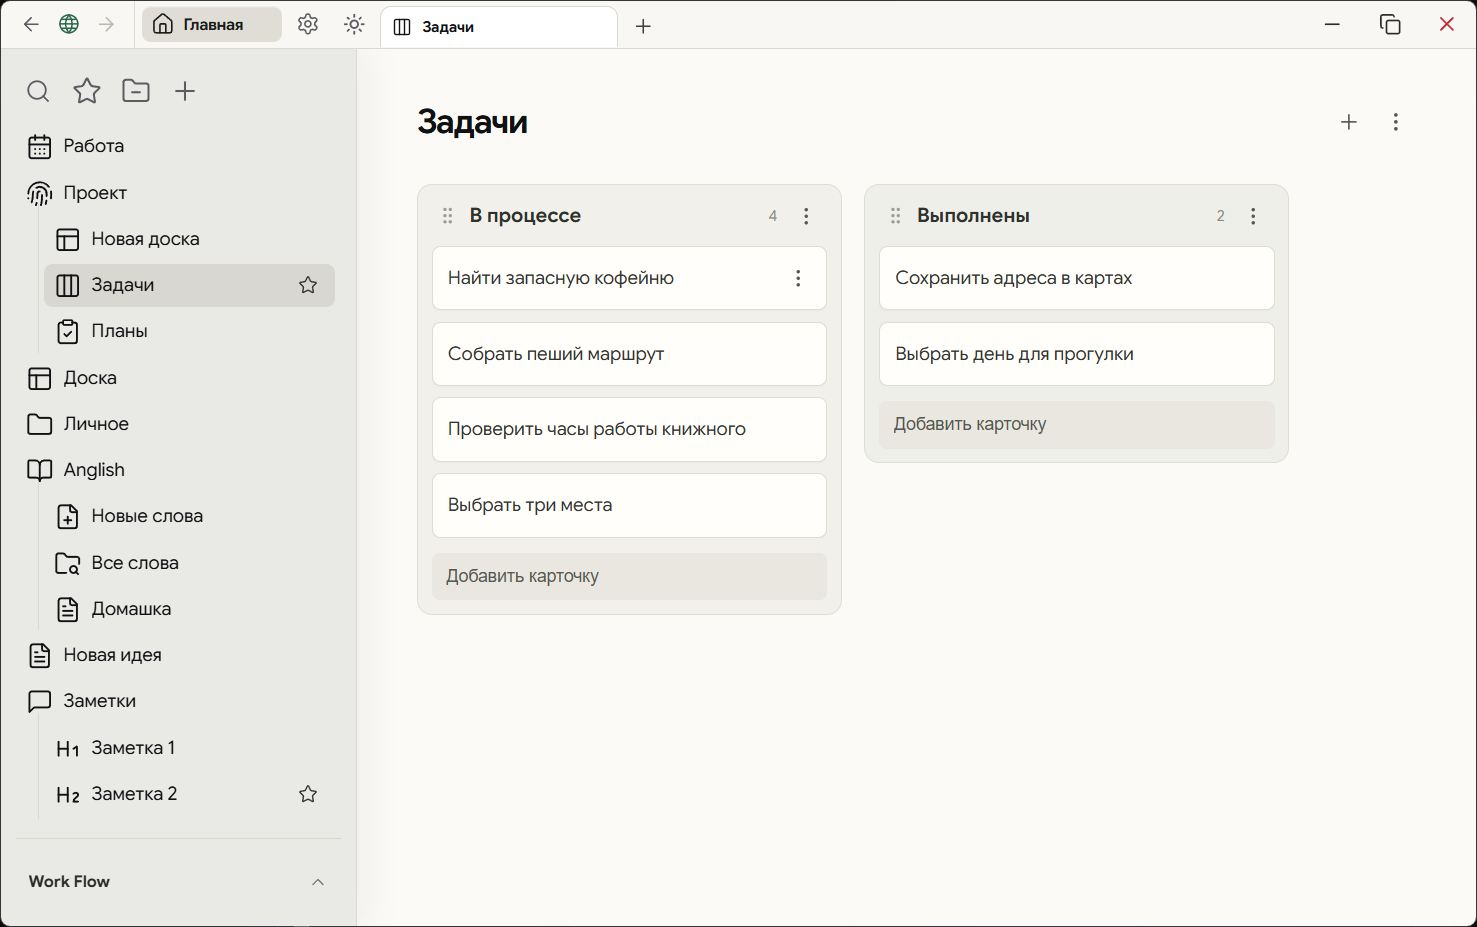 Главная
Задачи
Работа
Проект
Новая доска
Задачи
Планы
Доска
Личное
Anglish
Новые слова
Все слова
Домашка
Новая идея
Заметки
H1 Заметка 1
H2 Заметка 2
Work Flow
Задачи
В процессе 4
Найти запасную кофейню
Собрать пеший маршрут
Проверить часы работы книжного
Выбрать три места
Добавить карточку
Выполнены 2
Сохранить адреса в картах
Выбрать день для прогулки
Добавить карточку